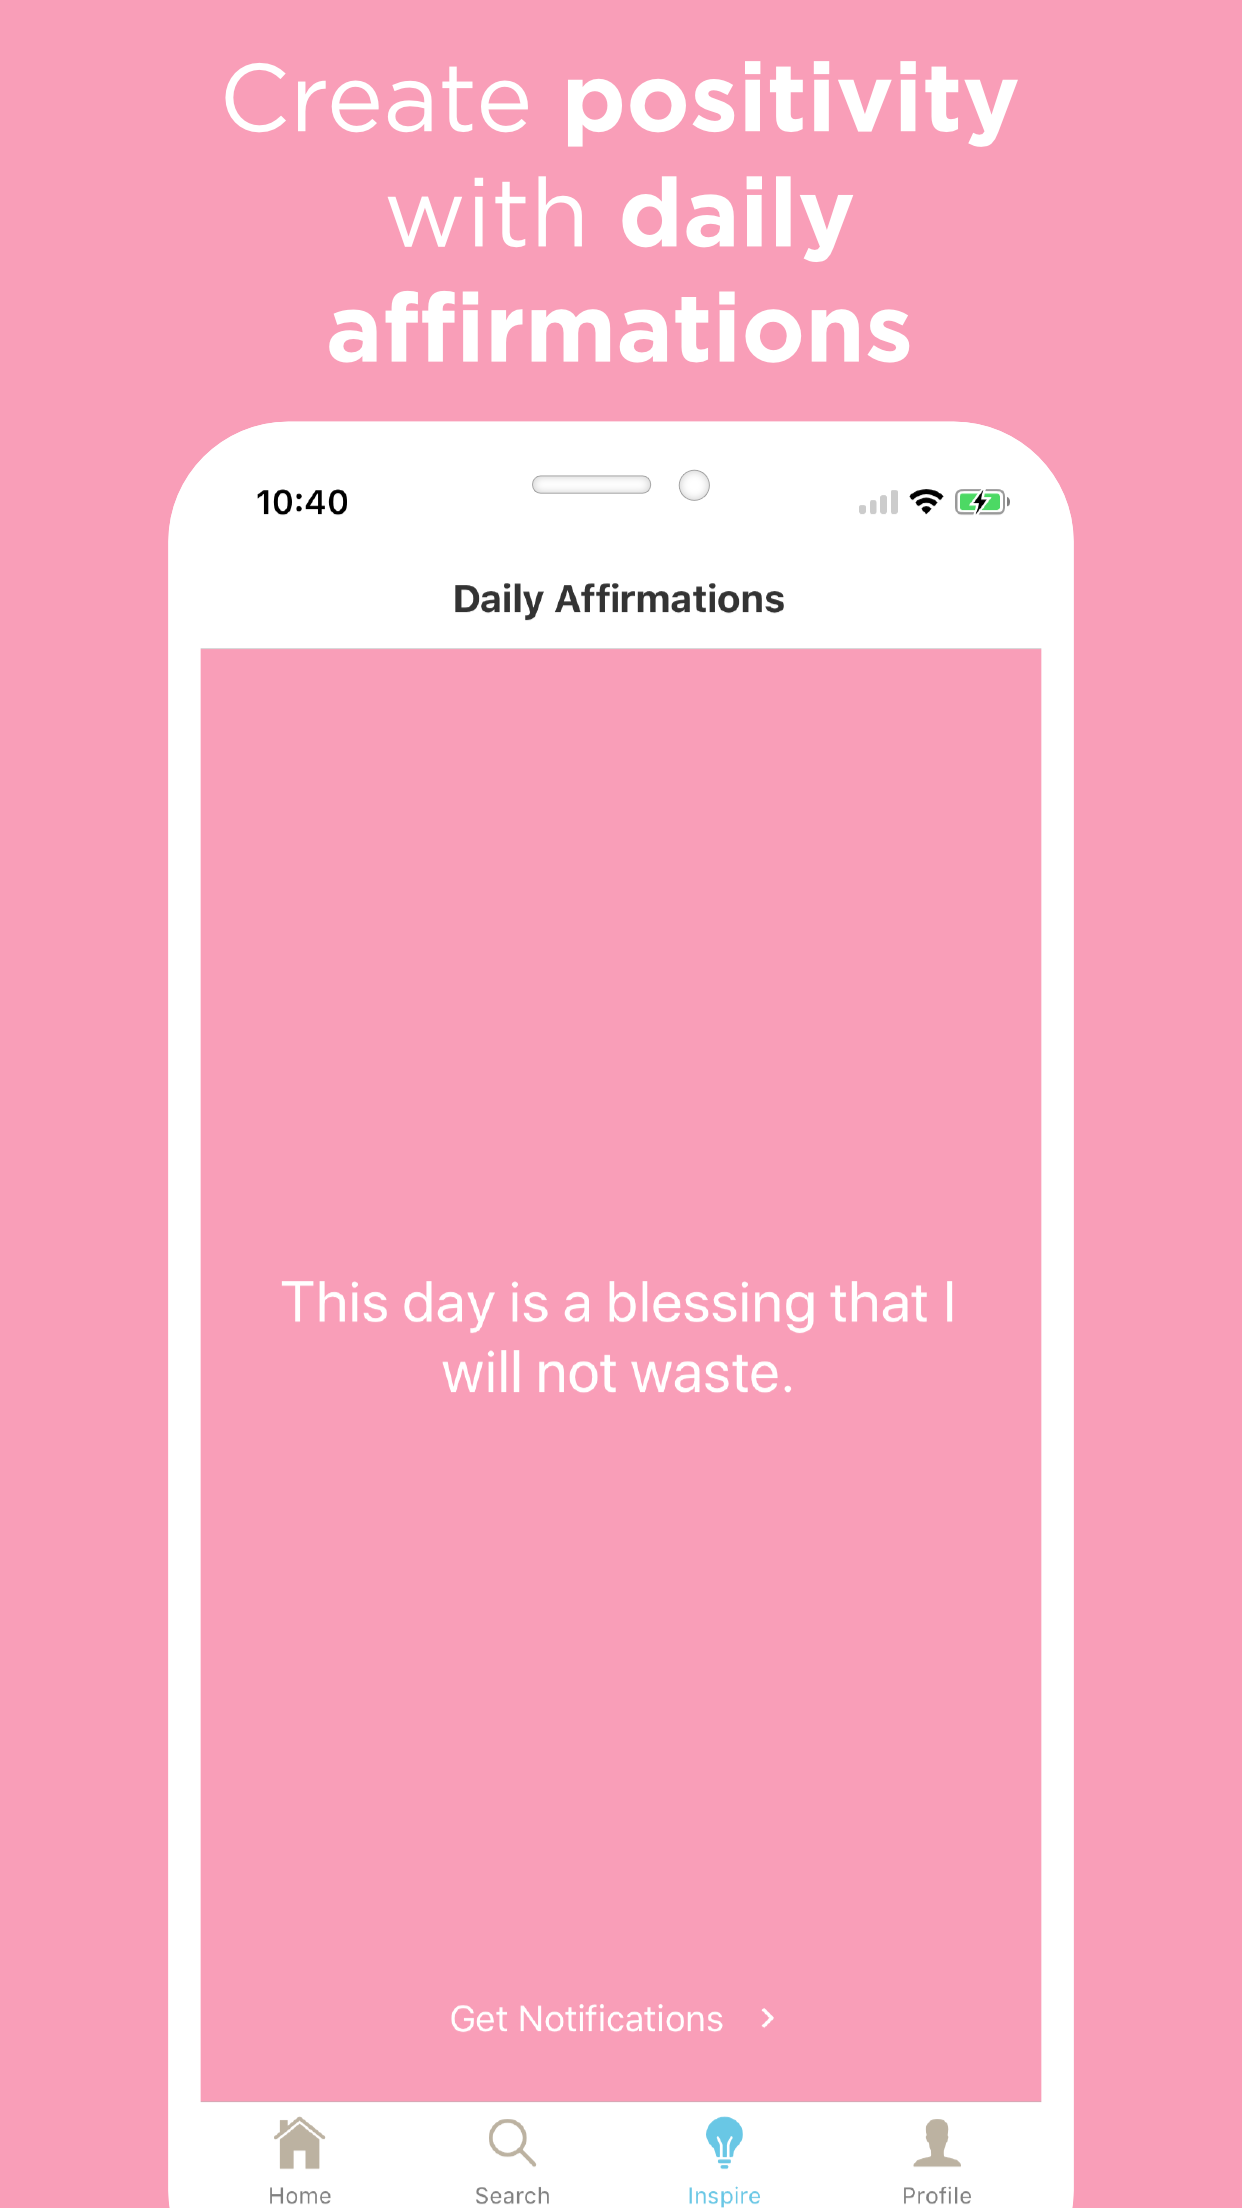 Create positivity
with daily
affirmations
10:40
Daily Affirmations
This day is a blessing that I
will not waste.
Get Notifications
Home Search Inspire Profile